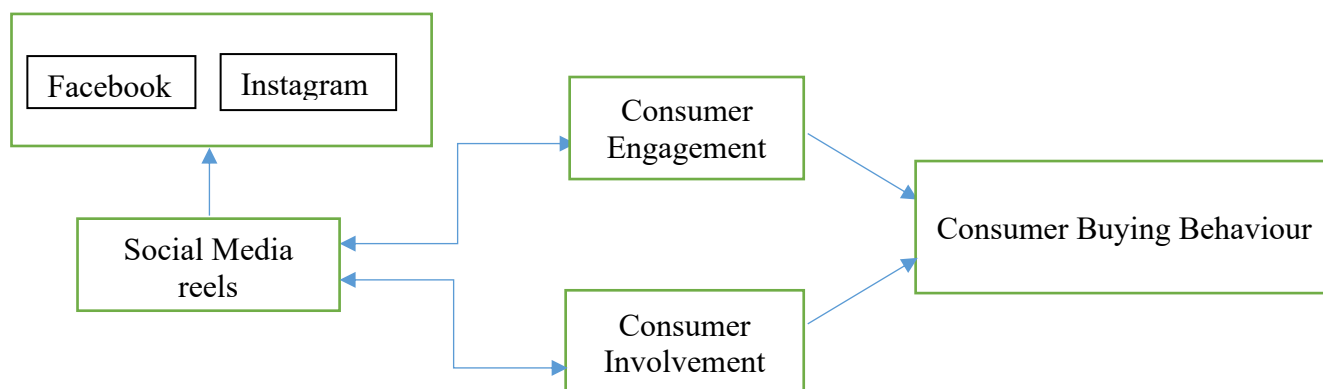 Facebook
Instagram
Consumer
Engagement
Social Media
reels
Consumer Buying Behaviour
Consumer
Involvement